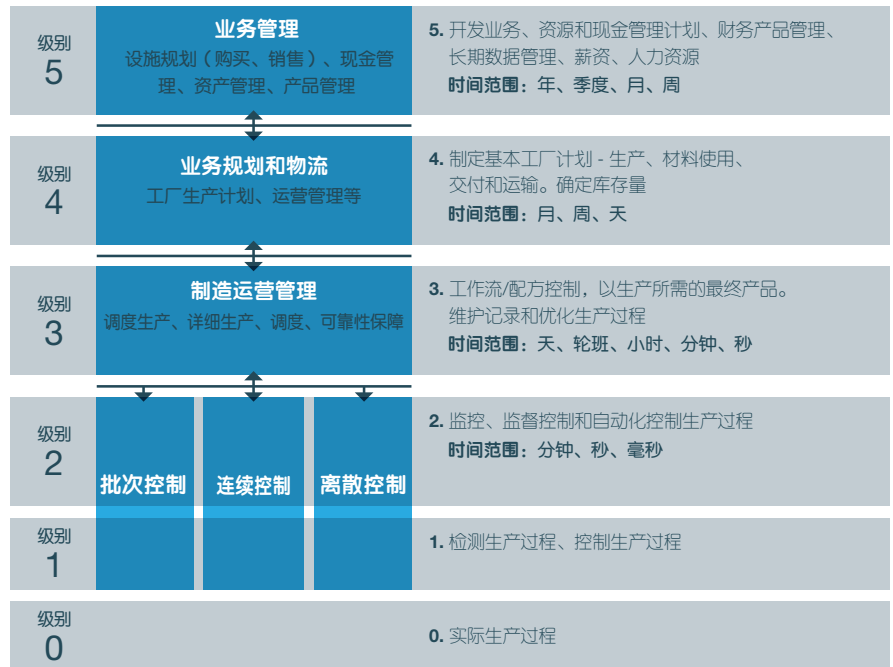 级别
5
业务管理
设施规划（购买、销售）、现金管
理、资产管理、产品管理
5. 开发业务、资源和现金管理计划、财务产品管理、
长期数据管理、薪资、人力资源
时间范围：年、季度、月、周
级别
4
业务规划和物流
工厂生产计划、运营管理等
4. 制定基本工厂计划 - 生产、材料使用、
交付和运输。确定库存量
时间范围：月、周、天
级别
3
制造运营管理
调度生产、详细生产、调度、可靠性保障
3. 工作流/配方控制，以生产所需的最终产品。
维护记录和优化生产过程
时间范围：天、轮班、小时、分钟、秒
级别
2
批次控制
连续控制
离散控制
2. 监控、监督控制和自动化控制生产过程
时间范围：分钟、秒、毫秒
级别
1
1. 检测生产过程、控制生产过程
级别
0
0. 实际生产过程